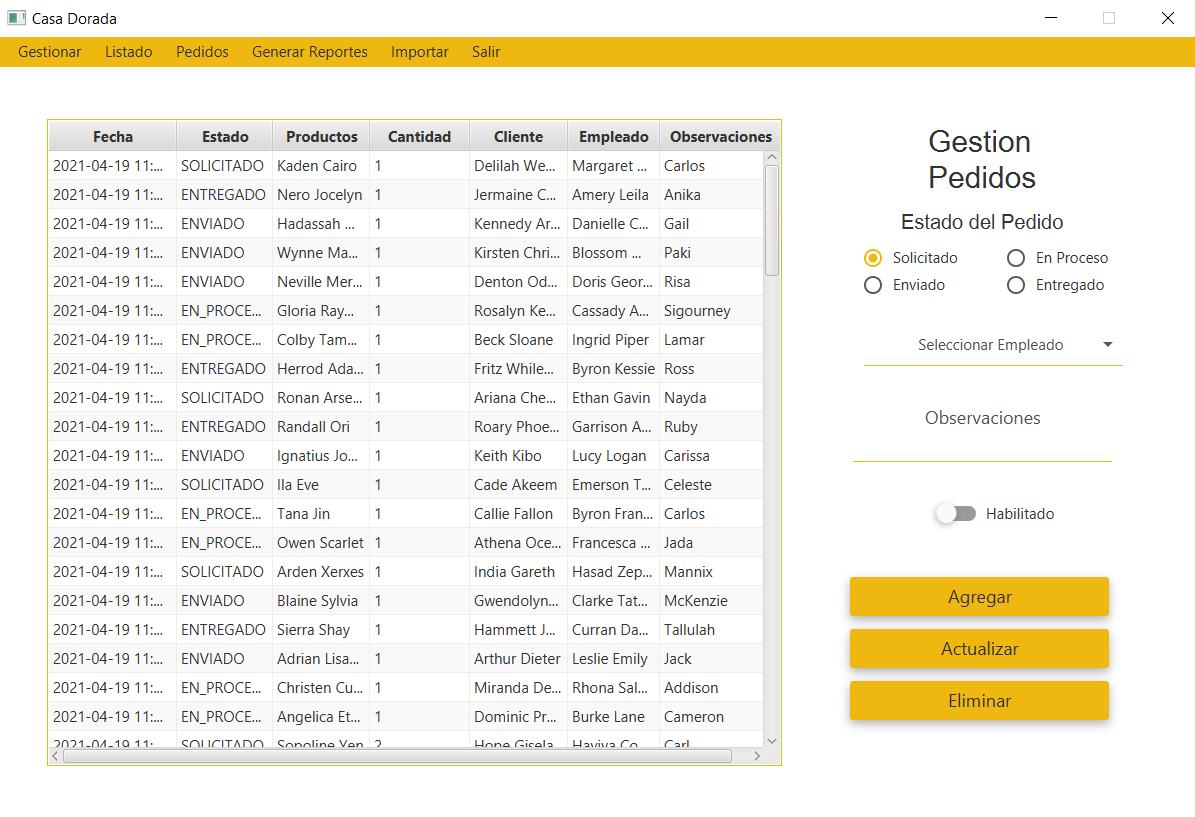 Casa Dorada
Gestionar Listado Pedidos Generar Reportes Importar Salir
Fecha Estado Productos Cantidad Cliente Empleado Observaciones
2021-04-19 11:... SOLICITADO Kaden Cairo 1 Delilah We... Margaret ... Carlos
2021-04-19 11:... ENTREGADO Nero Jocelyn 1 Jermaine C... Amery Leila Anika
2021-04-19 11:... ENVIADO Hadassah ... 1 Kennedy Ar... Danielle C... Gail
2021-04-19 11:... ENVIADO Wynne Ma... 1 Kirsten Chri... Blossom ... Paki
2021-04-19 11:... ENVIADO Neville Mer... 1 Denton Od... Doris Geor... Risa
2021-04-19 11:... EN_PROCE... Gloria Ray... 1 Rosalyn Ke... Cassady A... Sigourney
2021-04-19 11:... EN_PROCE... Colby Tam... 1 Beck Sloane Ingrid Piper Lamar
2021-04-19 11:... ENTREGADO Herrod Ada... 1 Fritz While... Byron Kessie Ross
2021-04-19 11:... SOLICITADO Ronan Arse... 1 Ariana Che... Ethan Gavin Nayda
2021-04-19 11:... ENTREGADO Randall Ori 1 Roary Phoe... Garrison A... Ruby
2021-04-19 11:... ENVIADO Ignatius Jo... 1 Keith Kibo Lucy Logan Carissa
2021-04-19 11:... SOLICITADO Ila Eve 1 Cade Akeem Emerson T... Celeste
2021-04-19 11:... EN_PROCE... Tana Jin 1 Callie Fallon Byron Fran... Carlos
2021-04-19 11:... EN_PROCE... Owen Scarlet 1 Athena Oce... Francesca ... Jada
2021-04-19 11:... SOLICITADO Arden Xerxes 1 India Gareth Hasad Zep... Mannix
2021-04-19 11:... ENVIADO Blaine Sylvia 1 Gwendolyn... Clarke Tat... McKenzie
2021-04-19 11:... ENTREGADO Sierra Shay 1 Hammett J... Curran Da... Tallulah
2021-04-19 11:... ENVIADO Adrian Lisa... 1 Arthur Dieter Leslie Emily Jack
2021-04-19 11:... EN_PROCE... Christen Cu... 1 Miranda De... Rhona Sal... Addison
2021-04-19 11:... EN_PROCE... Angelica Et... 1 Dominic Pr... Burke Lane Cameron
2021-04-19 11:... SOLICITADO Sopoline Yen 2 Hope Gisela Haviva Co... Carl
Gestion
Pedidos
Estado del Pedido
Solicitado En Proceso
Enviado Entregado
Seleccionar Empleado
Observaciones
Habilitado
Agregar
Actualizar
Eliminar